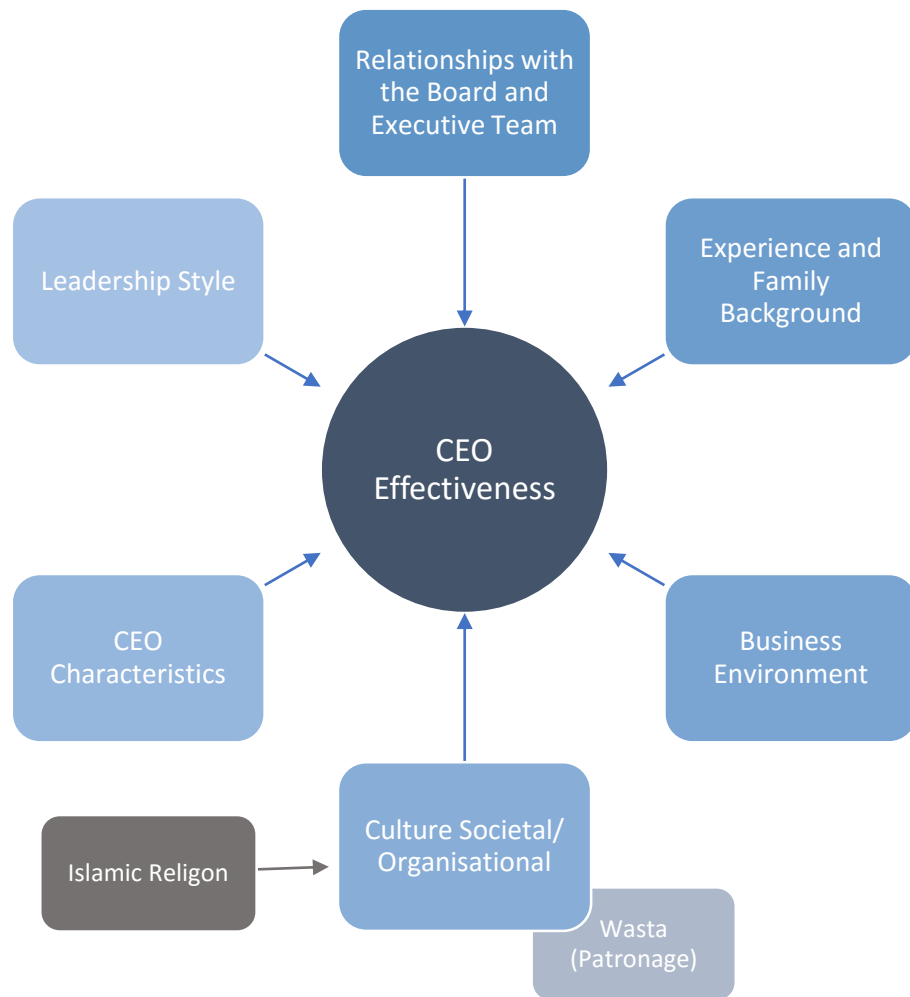 Relationships with
the Board and
Executive Team
Leadership Style
Experience and
Family
Background
CEO
Effectiveness
CEO
Characteristics
Business
Environment
Culture Societal/
Organisational
Islamic Religon
Wasta
(Patronage)